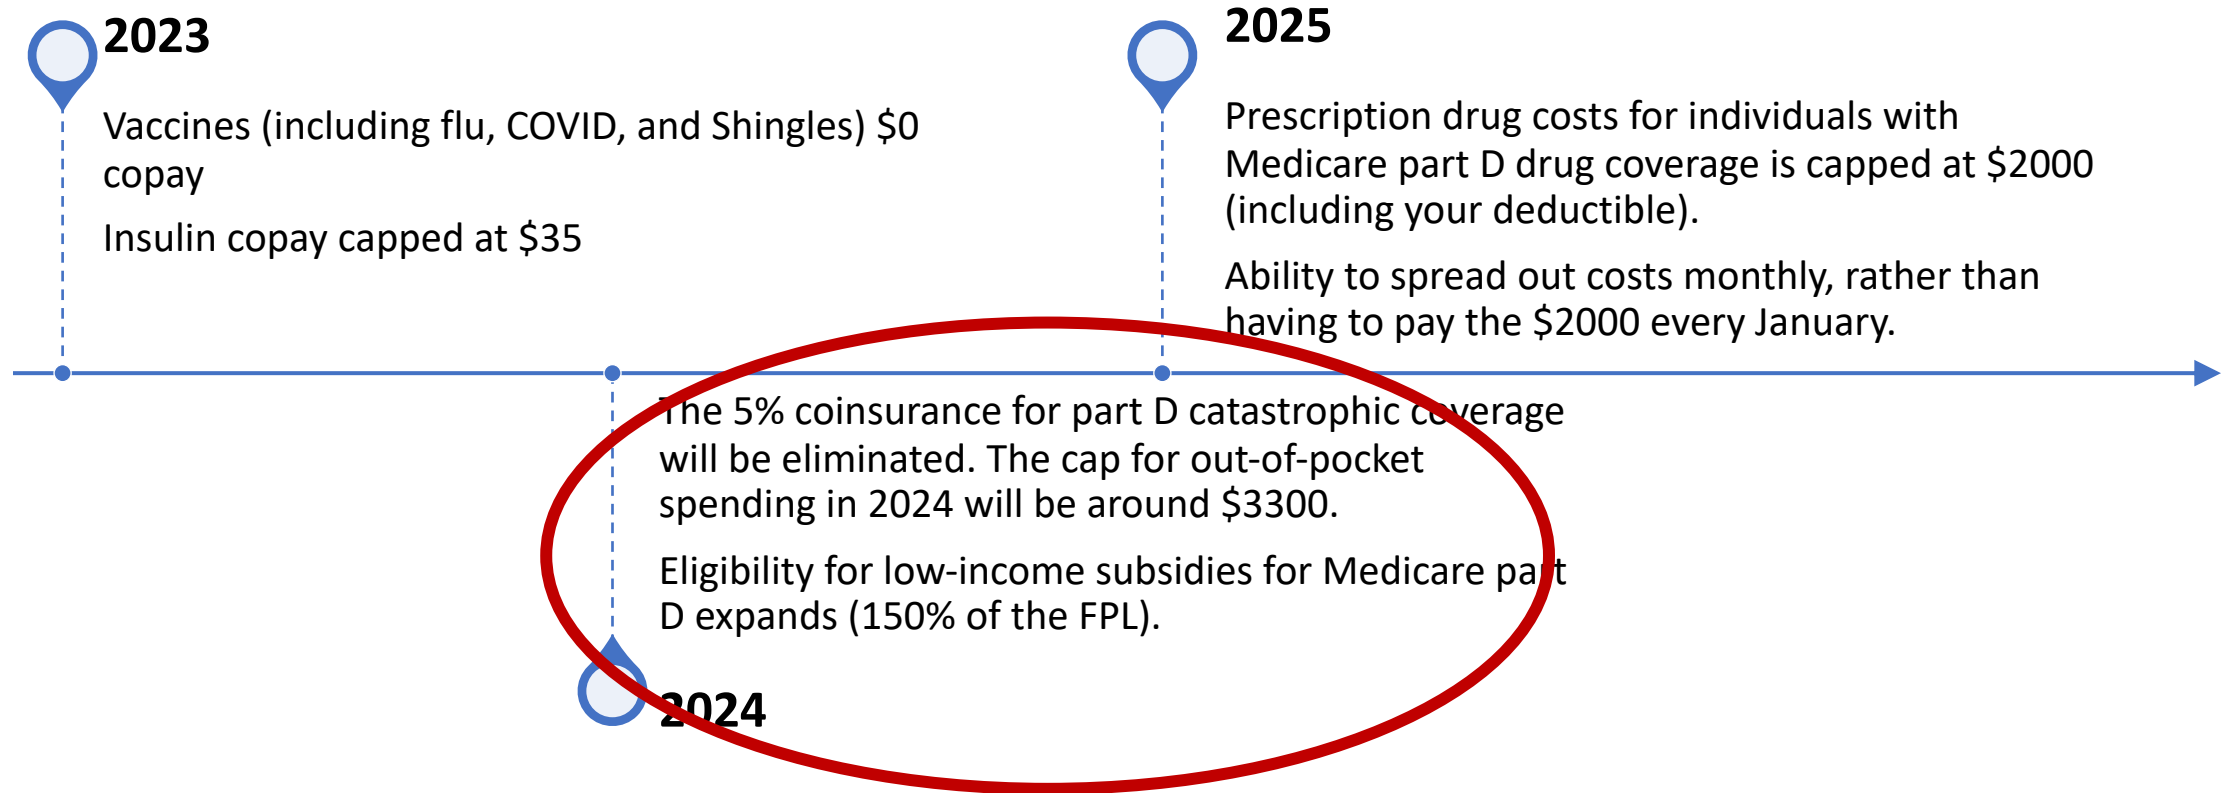 2023
Vaccines (including flu, COVID, and Shingles) $0
copay
Insulin copay capped at $35
2025
Prescription drug costs for individuals with
Medicare part D drug coverage is capped at $2000
(including your deductible).
Ability to spread out costs monthly, rather than
having to pay the $2000 every January.
The 5% coinsurance for part D catastrophic coverage
will be eliminated. The cap for out-of-pocket
spending in 2024 will be around $3300.
Eligibility for low-income subsidies for Medicare part
D expands (150% of the FPL).
2024